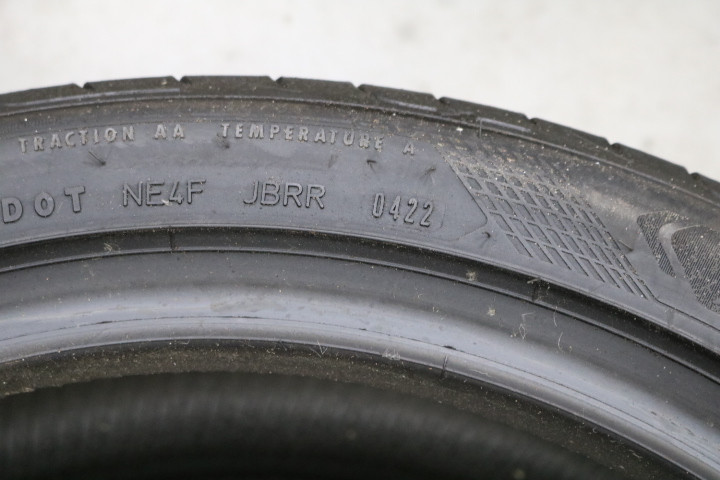 TRACTION AA TEMPERATURE A
DOT NE4F JBRR 0422